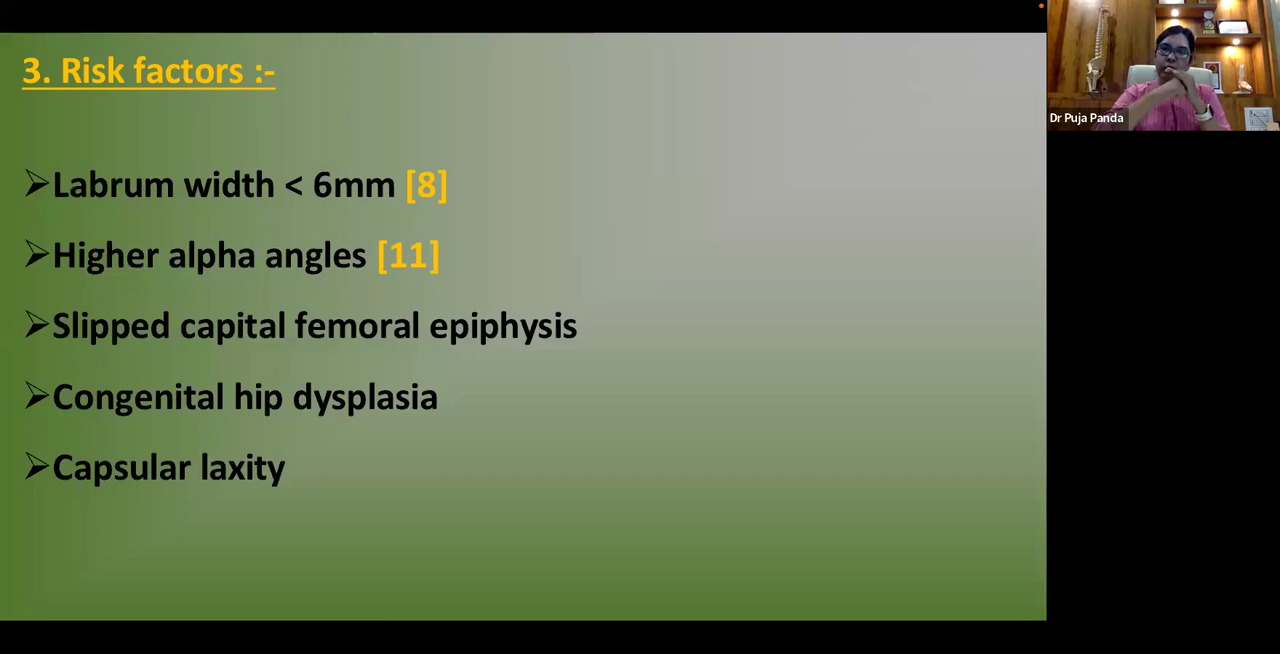 3. Risk factors :-
➢Labrum width < 6mm [8]
➢Higher alpha angles [11]
➢Slipped capital femoral epiphysis
➢Congenital hip dysplasia
➢Capsular laxity
Dr Puja Panda